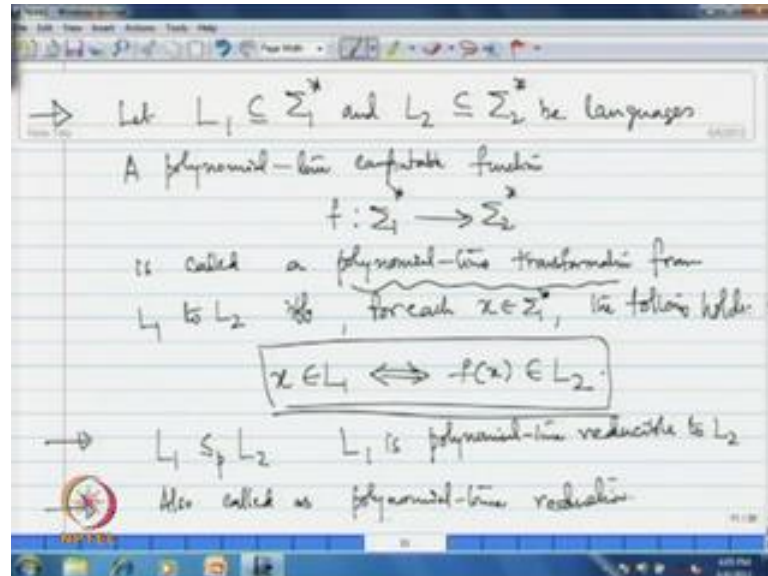 → Let L₁ ⊆ Σ₁* and L₂ ⊆ Σ₂* be languages
A polynomial-time computable function
f : Σ₁* → Σ₂*
is called a polynomial-time transformation from
L₁ to L₂ iff, for each x ∈ Σ₁*, the following holds.
x ∈ L₁ ⟺ f(x) ∈ L₂.
→ L₁ ≤ₚ L₂ L₁ is polynomial-time reducible to L₂
→ Also called as polynomial-time reduction.
NPTEL